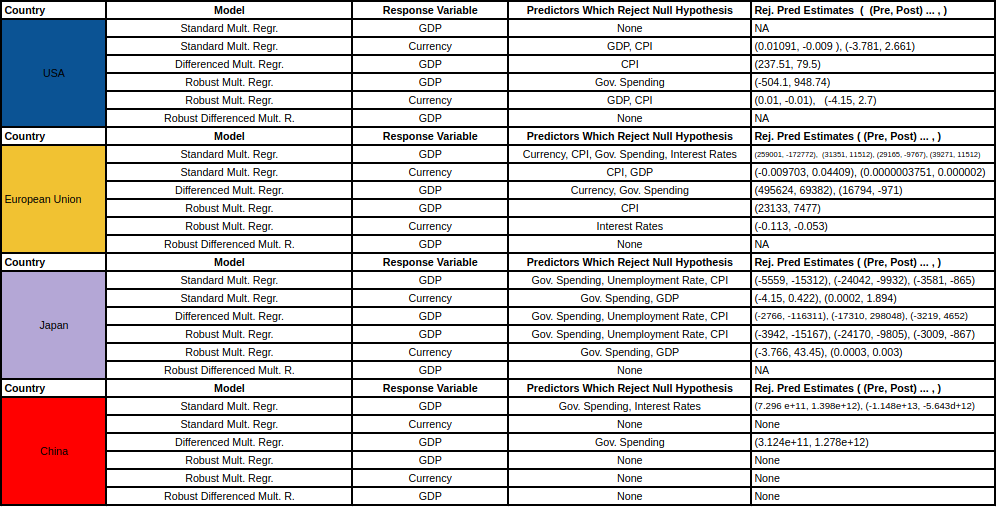 Country Model Response Variable Predictors Which Reject Null Hypothesis Rej. Pred Estimates ( (Pre, Post) ... , )
Standard Mult. Regr. GDP None NA
Standard Mult. Regr. Currency GDP, CPI (0.01091, -0.009 ), (-3.781, 2.661)
USA Differenced Mult. Regr. GDP CPI (237.51, 79.5)
Robust Mult. Regr. GDP Gov. Spending (-504.1, 948.74)
Robust Mult. Regr. Currency GDP, CPI (0.01, -0.01), (-4.15, 2.7)
Robust Differenced Mult. R. GDP None NA
Country Model Response Variable Predictors Which Reject Null Hypothesis Rej. Pred Estimates ( (Pre, Post) ... , )
Standard Mult. Regr. GDP Currency, CPI, Gov. Spending, Interest Rates (259001, -172772), (31351, 11512), (29165, -9767), (39271, 11512)
Standard Mult. Regr. Currency CPI, GDP (-0.009703, 0.04409), (0.0000003751, 0.000002)
European Union Differenced Mult. Regr. GDP Currency, Gov. Spending (495624, 69382), (16794, -971)
Robust Mult. Regr. GDP CPI (23133, 7477)
Robust Mult. Regr. Currency Interest Rates (-0.113, -0.053)
Robust Differenced Mult. R. GDP None NA
Country Model Response Variable Predictors Which Reject Null Hypothesis Rej. Pred Estimates ( (Pre, Post) ... , )
Standard Mult. Regr. GDP Gov. Spending, Unemployment Rate, CPI (-5559, -15312), (-24042, -9932), (-3581, -865)
Standard Mult. Regr. Currency Gov. Spending, GDP (-4.15, 0.422), (0.0002, 1.894)
Japan Differenced Mult. Regr. GDP Gov. Spending, Unemployment Rate, CPI (-2766, -116311), (-17310, 298048), (-3219, 4652)
Robust Mult. Regr. GDP Gov. Spending, Unemployment Rate, CPI (-3942, -15167), (-24170, -9805), (-3009, -867)
Robust Mult. Regr. Currency Gov. Spending, GDP (-3.766, 43.45), (0.0003, 0.003)
Robust Differenced Mult. R. GDP None NA
Country Model Response Variable Predictors Which Reject Null Hypothesis Rej. Pred Estimates ( (Pre, Post) ... , )
Standard Mult. Regr. GDP Gov. Spending, Interest Rates (7.296 e+11, 1.398e+12), (-1.148e+13, -5.643d+12)
Standard Mult. Regr. Currency None None
China Differenced Mult. Regr. GDP Gov. Spending (3.124e+11, 1.278e+12)
Robust Mult. Regr. GDP None None
Robust Mult. Regr. Currency None None
Robust Differenced Mult. R. GDP None None